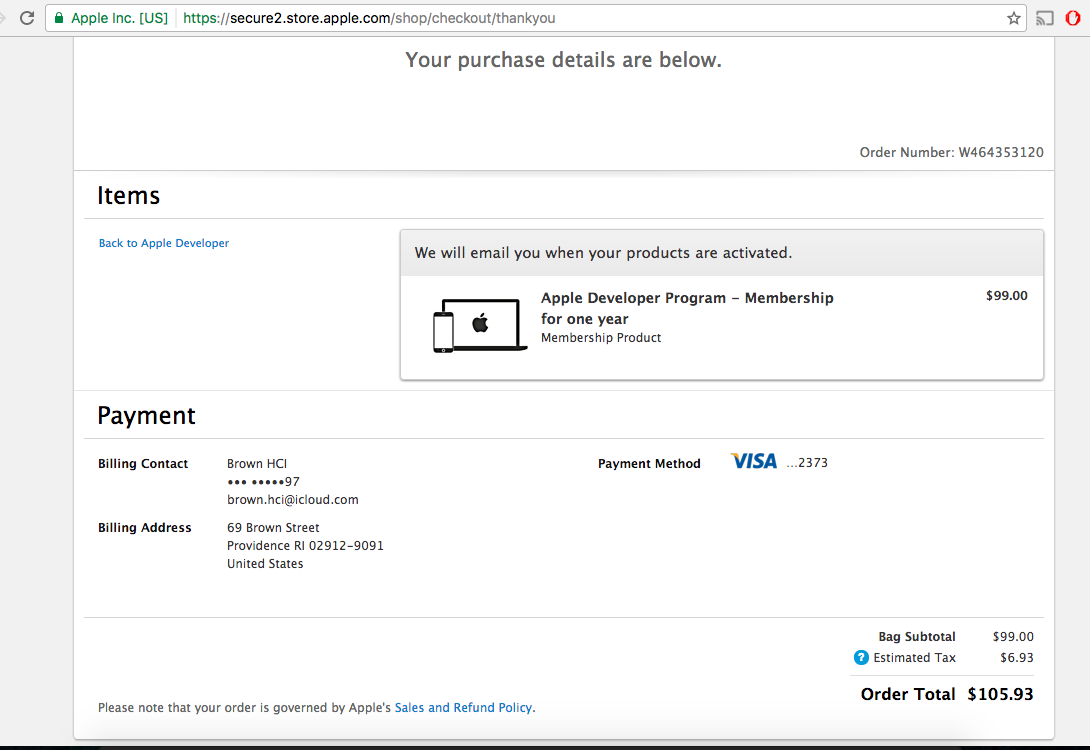 Apple Inc. [US] https://secure2.store.apple.com/shop/checkout/thankyou
Your purchase details are below.
Order Number: W464353120
Items
Back to Apple Developer
We will email you when your products are activated.
Apple Developer Program – Membership
for one year
$99.00
Membership Product
Payment
Billing Contact
Brown HCI
••• •••••97
brown.hci@icloud.com
Billing Address
69 Brown Street
Providence RI 02912-9091
United States
Payment Method
VISA ...2373
Bag Subtotal $99.00
? Estimated Tax $6.93
Order Total $105.93
Please note that your order is governed by Apple's Sales and Refund Policy.